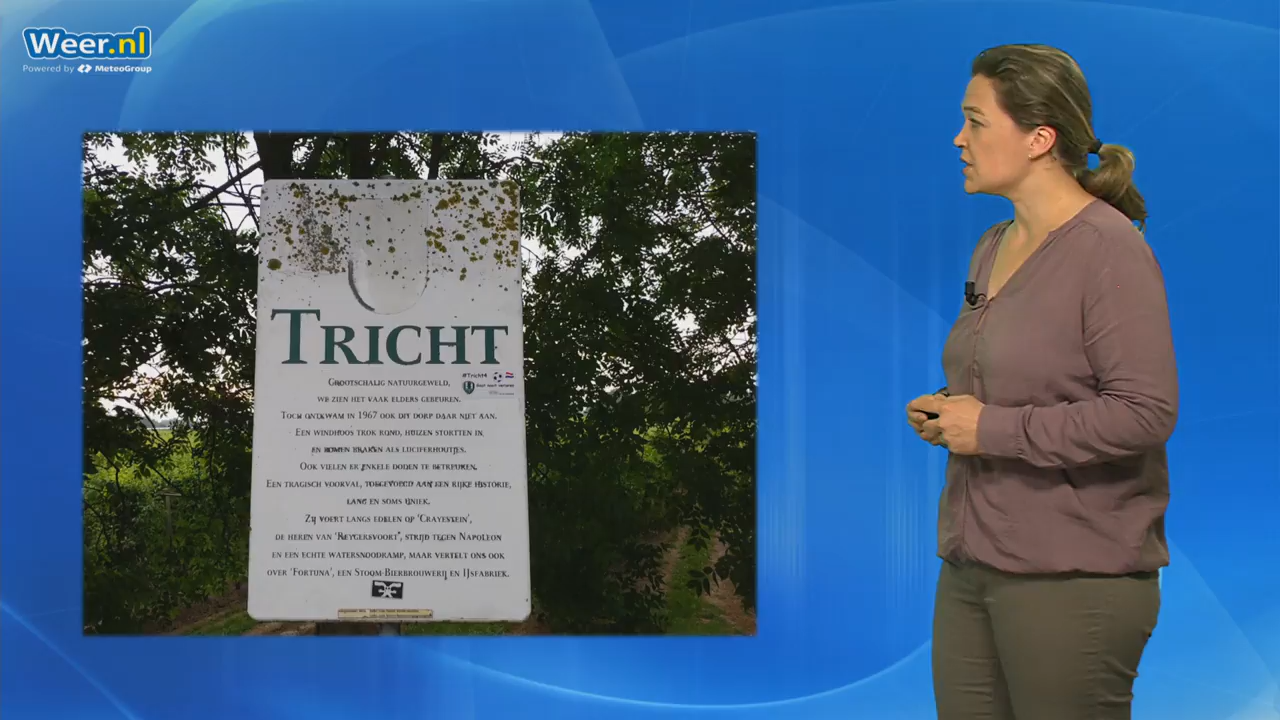 Weer.nl
Powered by MeteoGroup
TRICHT
GROOTSCHALIG NATUURGEWELD,
WE ZIEN HET VAAK ELDERS GEBEUREN.
TOCH ONTKWAM IN 1967 OOK DIT DORP DAAR NIET AAN.
EEN WINDHOOS TROK ROND, HUIZEN STORTTEN IN,
EN BOMEN BRAKEN ALS LUCIFERHOUTJES.
OOK VIELEN ER ENKELE DODEN TE BETREUREN.
EEN TRAGISCH VOORVAL, TOEGEVOEGD AAN EEN RIJKE HISTORIE,
LANG EN SOMS UNIEK.
ZIJ VOERT LANGS EDELEN OP 'CRAYESTEIN',
DE HEREN VAN 'REYGERSVOORT', STRIJD TEGEN NAPOLEON
EN EEN ECHTE WATERSNOODRAMP, MAAR VERTELT ONS OOK
OVER 'FORTUNA', EEN STOOM-BIERBROUWERIJ EN IJSFABRIEK.
#Tricht4